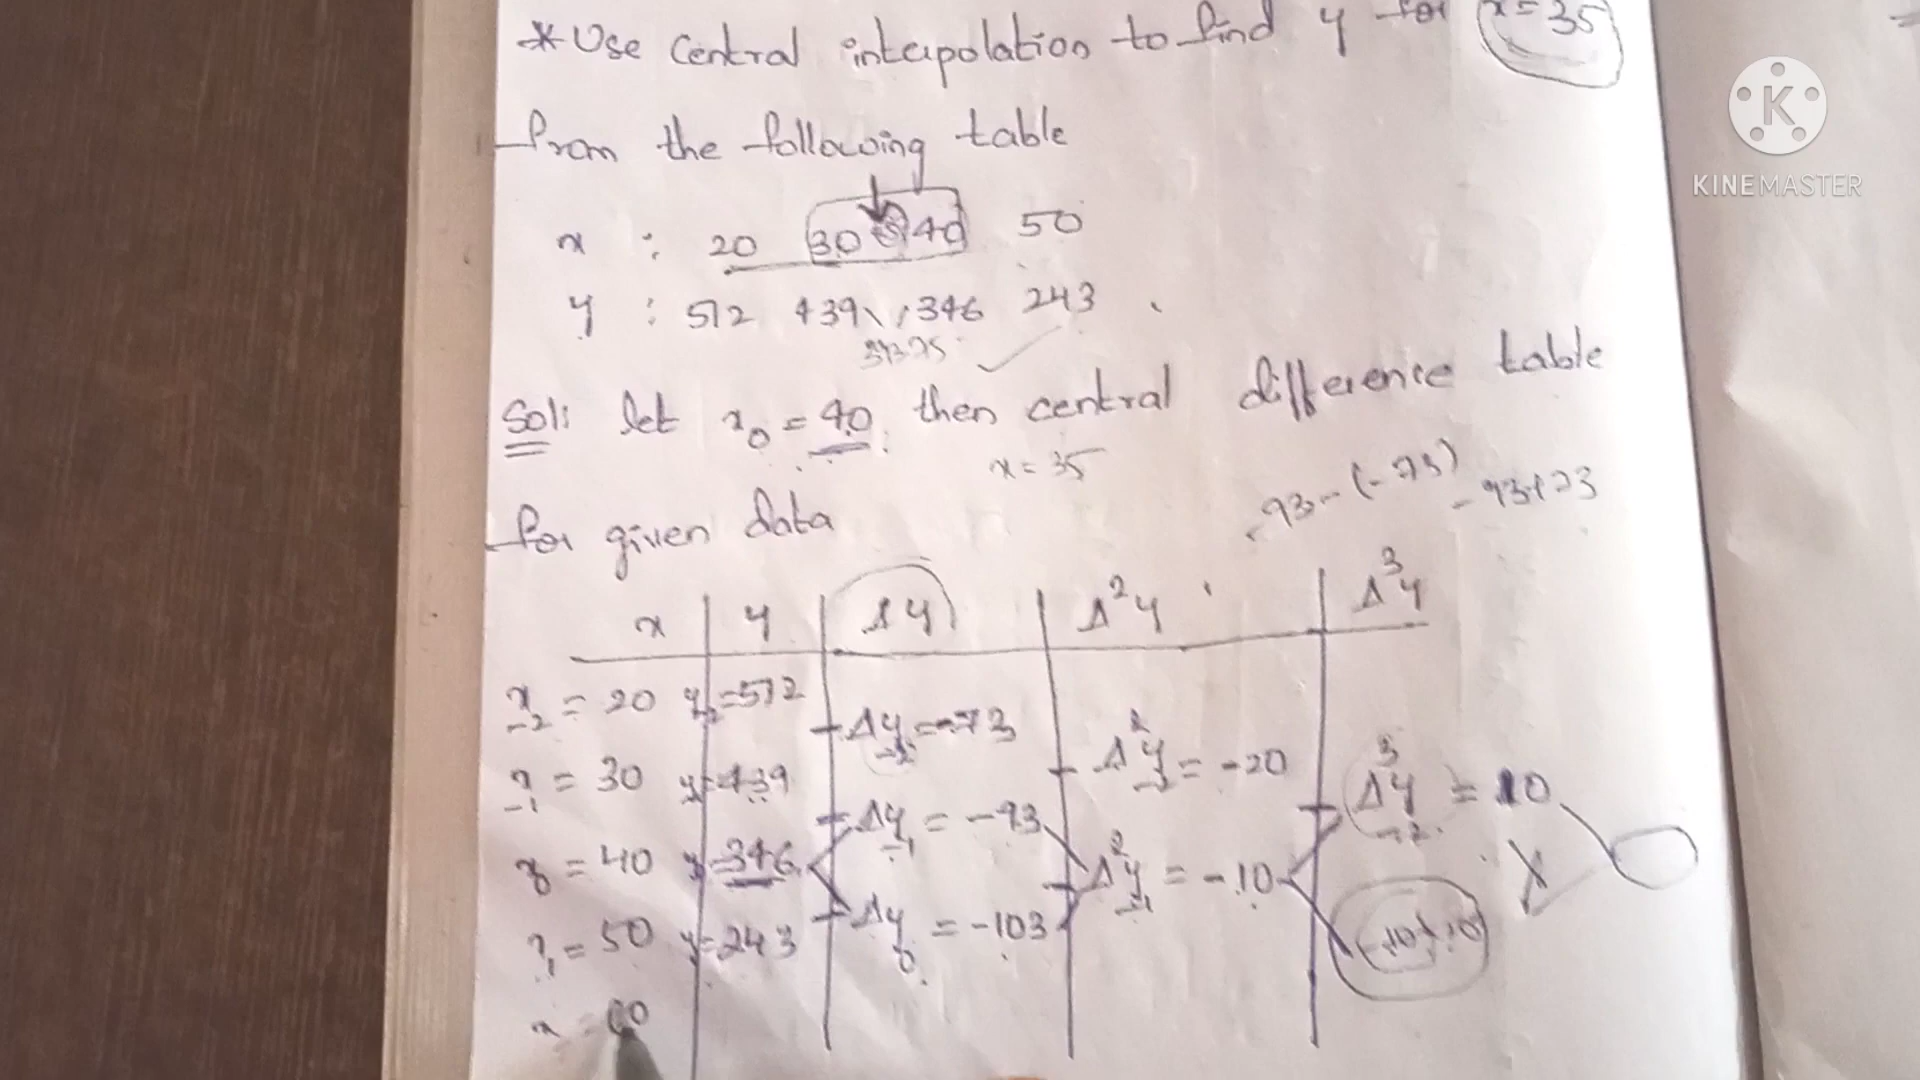 * Use Central interpolation to find y for x = 35
KINEMASTER
from the following table
x : 20 30 40 50
y : 512 439 346 243
Sol: let x₀ = 40, then central difference table
x = 35
-93-(-73) -93+73
for given data
x y Δy Δ²y Δ³y
x₋₂ = 20 y₋₂=512 Δy₋₂=-73
Δ²y₋₂ = -20
x₋₁ = 30 y=439 Δ³y₋₂ = 10
Δy₋₁ = -93
x₀ = 40 y=346 Δ²y₋₁ = -10
x₁ = 50 y=243 Δy₀ = -103